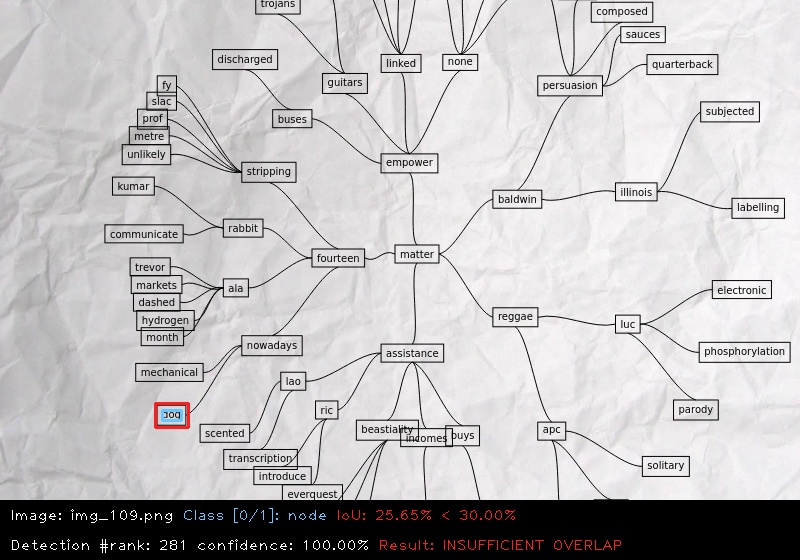 trojans
composed
sauces
quarterback
linked
none
discharged
guitars
persuasion
fy
slac
prof
metre
unlikely
buses
subjected
empower
stripping
kumar
baldwin
illinois
labelling
communicate
rabbit
fourteen
matter
trevor
markets
dashed
hydrogen
month
ala
electronic
reggae
luc
nowadays
assistance
phosphorylation
mechanical
lao
ric
parody
scented
beastiality
incomes
buys
apc
transcription
introduce
everquest
solitary
Image: img_109.png Class [0/1]: node IoU: 25.65% < 30.00%
Detection #rank: 281 confidence: 100.00% Result: INSUFFICIENT OVERLAP